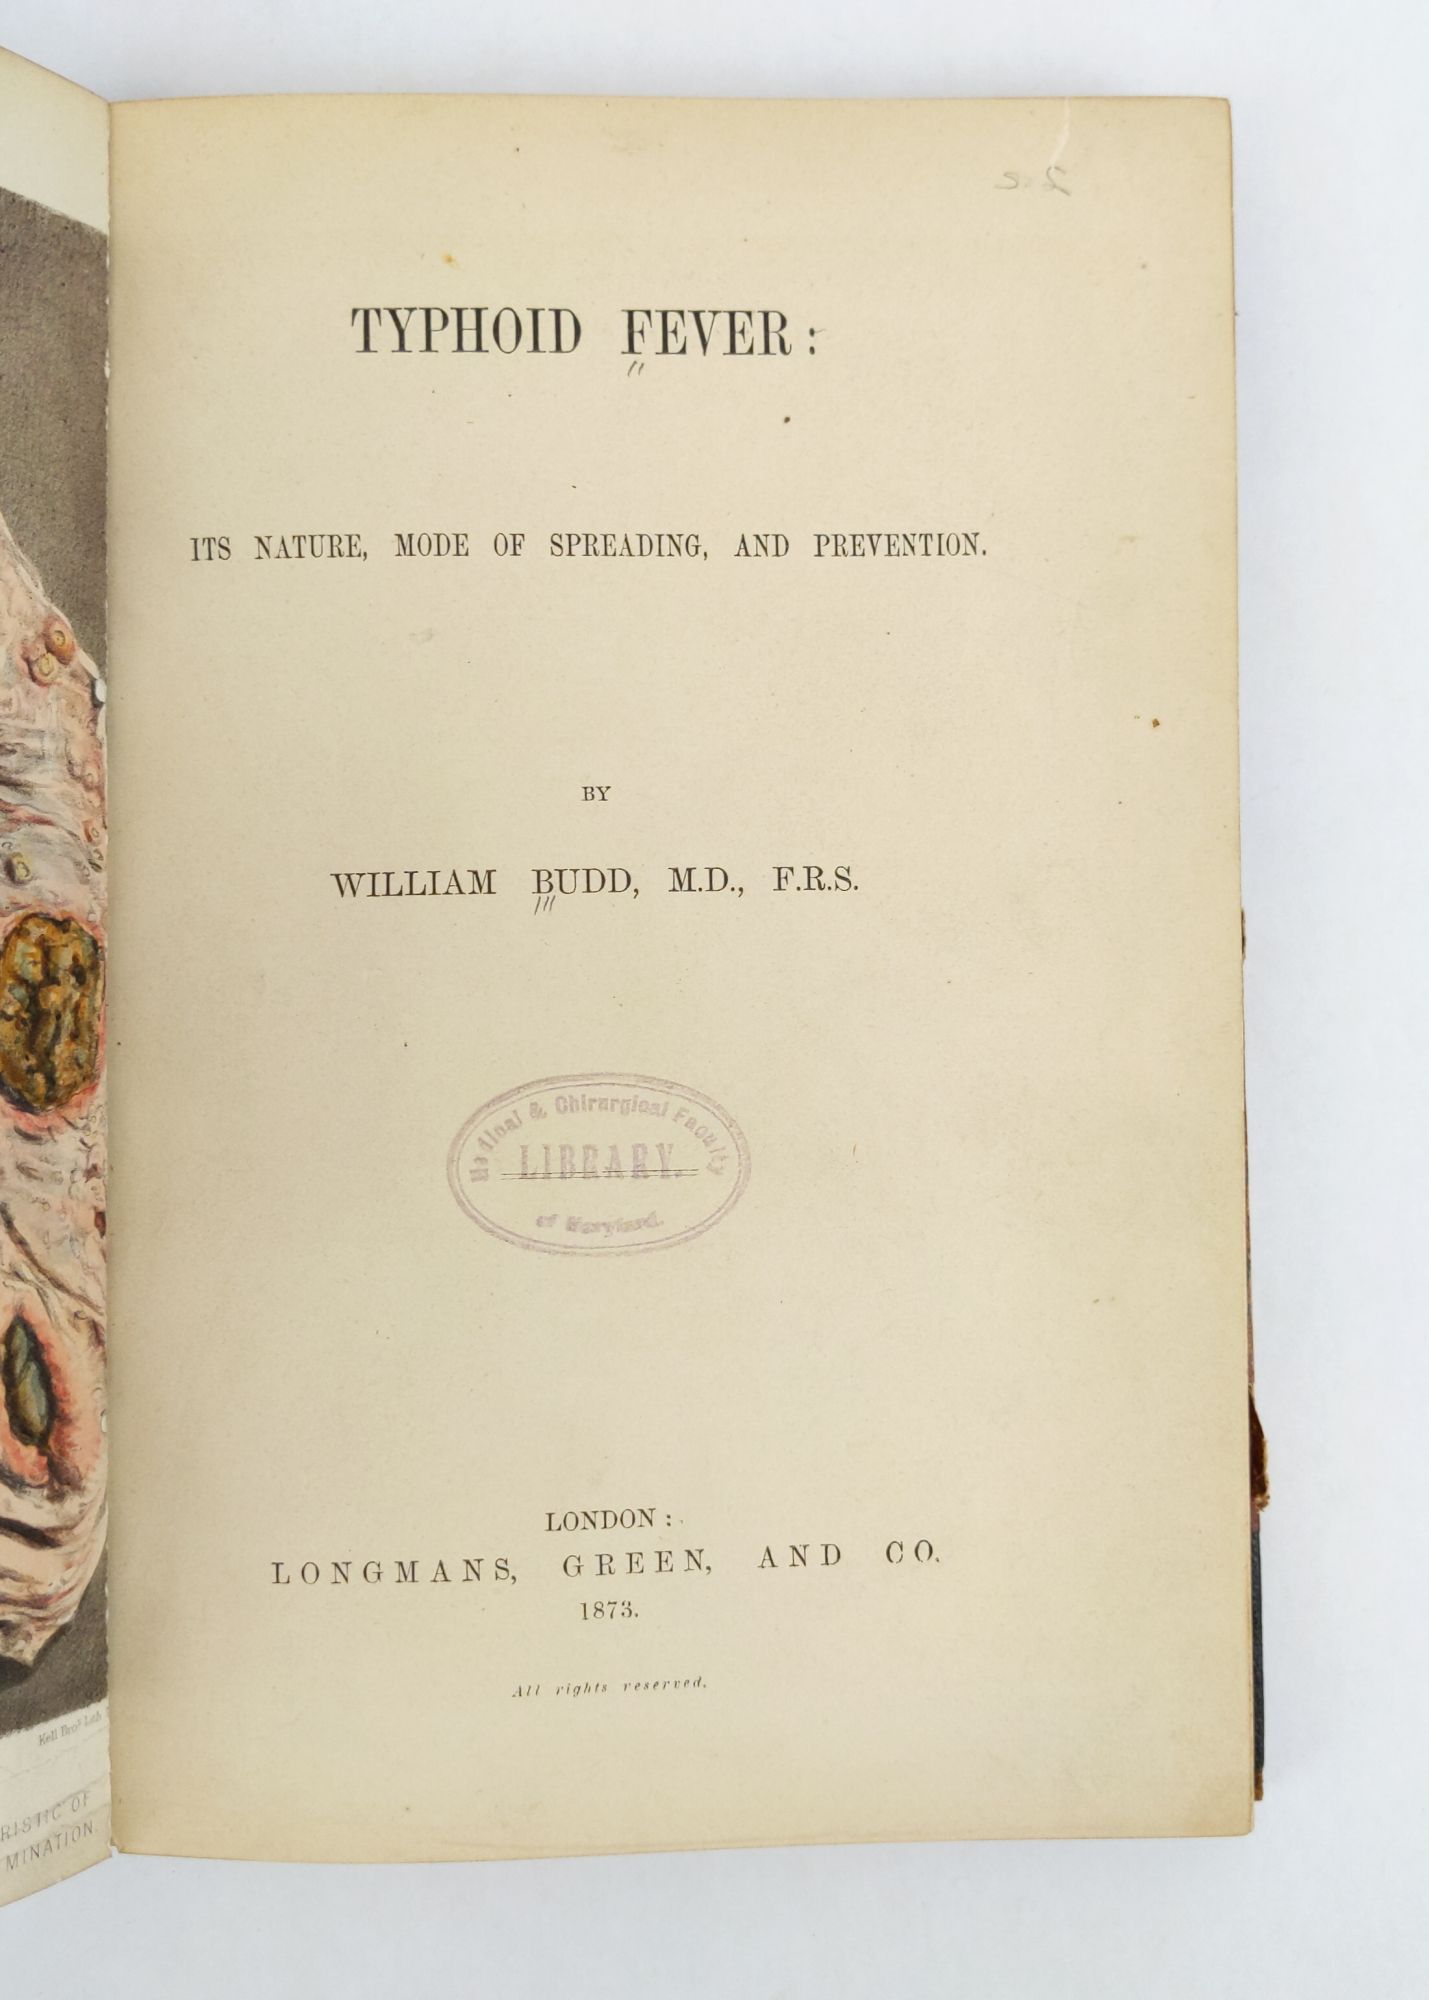 TYPHOID FEVER:
ITS NATURE, MODE OF SPREADING, AND PREVENTION.
BY
WILLIAM BUDD, M.D., F.R.S.
Medical & Chirurgical Faculty
LIBRARY.
of Maryland.
LONDON:
LONGMANS, GREEN, AND CO.
1873.
All rights reserved.
Kell Bros Lith
RISTIC OF
MINATION.